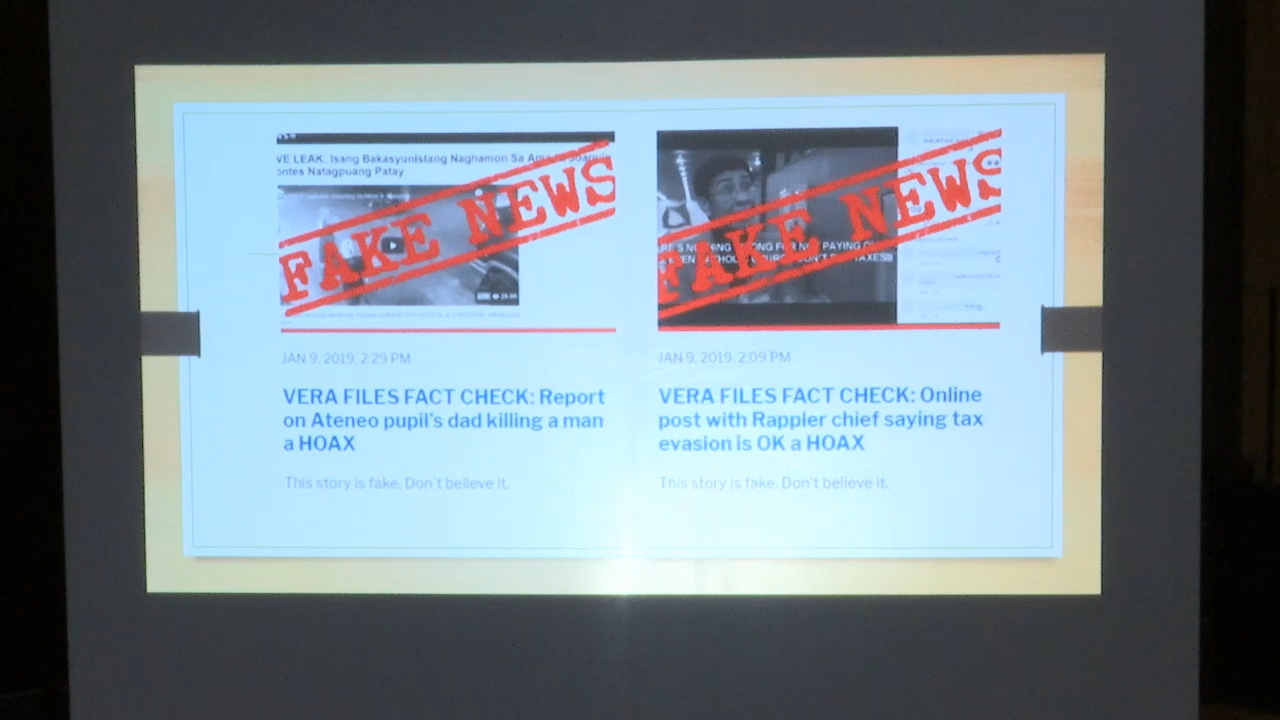 VE LEAK: Isang Bakasyunistang Naghamon Sa
ontes Natagpuang Patay
FAKE NEWS
JAN 9, 2019, 2:29 PM
VERA FILES FACT CHECK: Report
on Ateneo pupil's dad killing a man
a HOAX
This story is fake. Don't believe it.
FAKE NEWS
PAYING
TAXES
JAN 9, 2019, 2:09 PM
VERA FILES FACT CHECK: Online
post with Rappler chief saying tax
evasion is OK a HOAX
This story is fake. Don't believe it.